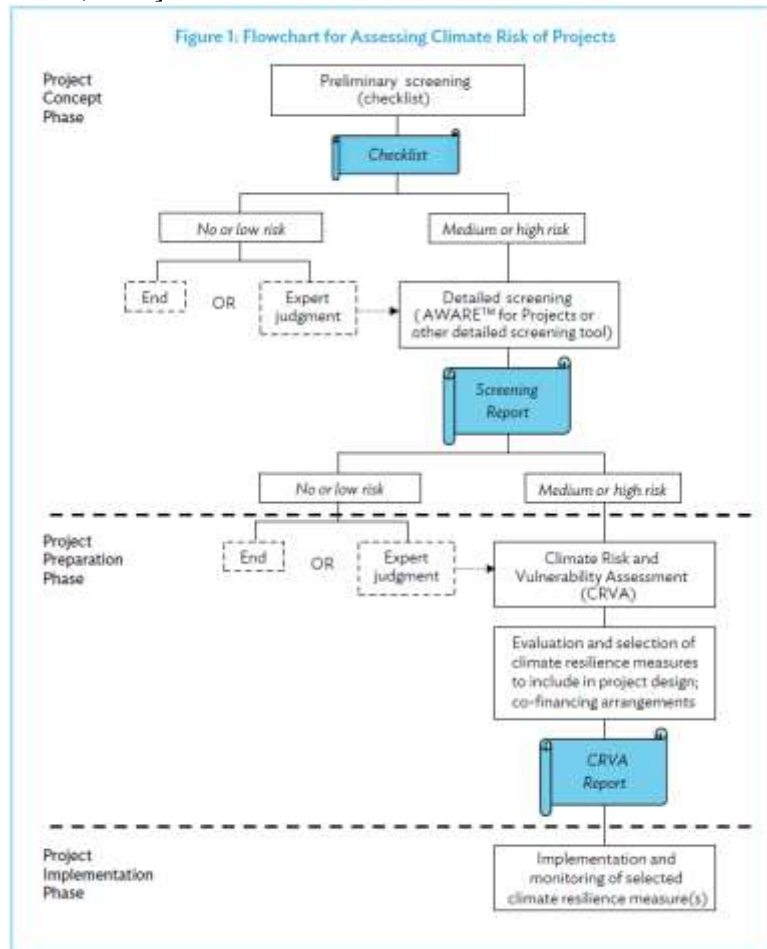 Figure 1: Flowchart for Assessing Climate Risk of Projects
Project
Concept
Phase
Preliminary screening
(checklist)
Checklist
No or low risk
Medium or high risk
End
OR
Expert
judgment
Detailed screening
(AWARE™ for Projects or
other detailed screening tool)
Screening
Report
No or low risk
Medium or high risk
Project
Preparation
Phase
End
OR
Expert
judgment
Climate Risk and
Vulnerability Assessment
(CRVA)
Evaluation and selection of
climate resilience measures
to include in project design;
co-financing arrangements
CRVA
Report
Project
Implementation
Phase
Implementation and
monitoring of selected
climate resilience measure(s)